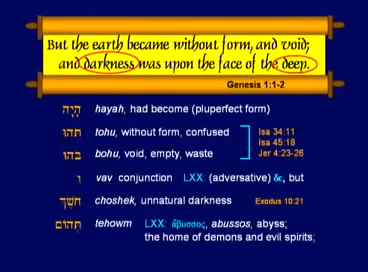 But the earth became without form, and void;
and darkness was upon the face of the deep.
Genesis 1:1-2
הָיָה hayah, had become (pluperfect form)
תהו tohu, without form, confused
Isa 34:11
Isa 45:18
בהו bohu, void, empty, waste
Jer 4:23-26
ו vav conjunction LXX: (adversative) δε, but
חשֶׁךְ choshek, unnatural darkness Exodus 10:21
תְּהוֹם tehowm LXX: ἄβυσσος, abussos, abyss;
the home of demons and evil spirits;